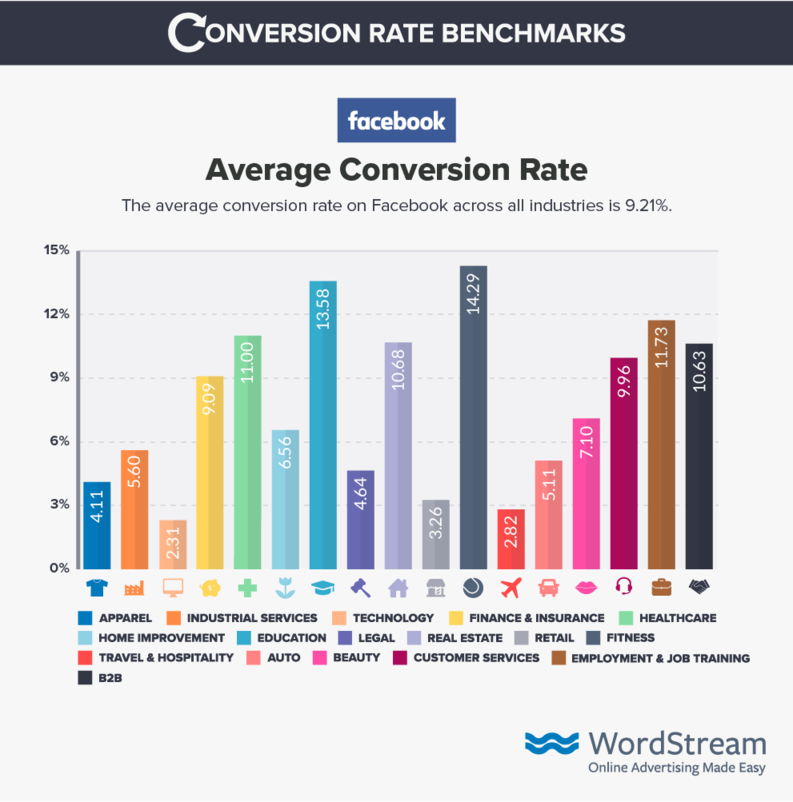 CONVERSION RATE BENCHMARKS
facebook
Average Conversion Rate
The average conversion rate on Facebook across all industries is 9.21%.
15%
12%
9%
6%
3%
0%
4.11
5.60
2.31
9.09
11.00
6.56
13.58
4.64
10.68
3.26
14.29
2.82
5.11
7.10
9.96
11.73
10.63
APPAREL INDUSTRIAL SERVICES TECHNOLOGY FINANCE & INSURANCE HEALTHCARE
HOME IMPROVEMENT EDUCATION LEGAL REAL ESTATE RETAIL FITNESS
TRAVEL & HOSPITALITY AUTO BEAUTY CUSTOMER SERVICES EMPLOYMENT & JOB TRAINING
B2B
WordStream
Online Advertising Made Easy